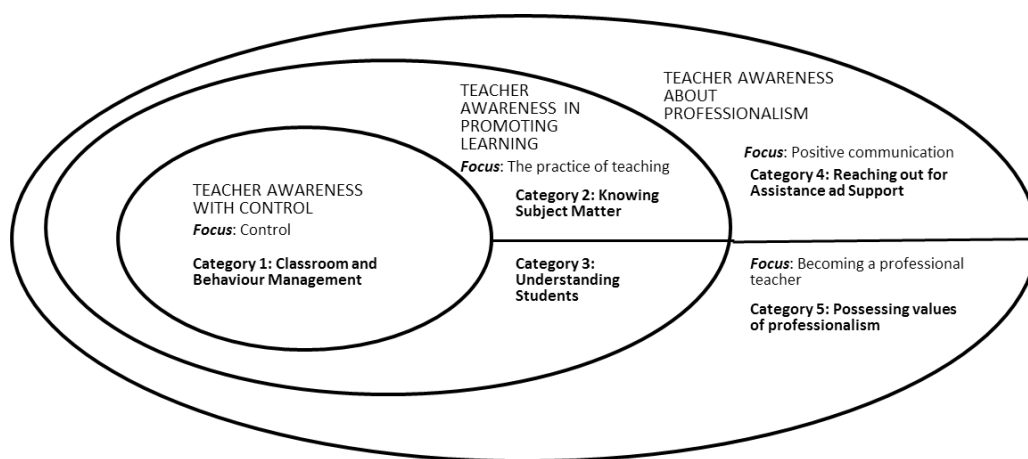 TEACHER AWARENESS
WITH CONTROL
Focus: Control
Category 1: Classroom and
Behaviour Management
TEACHER
AWARENESS IN
PROMOTING
LEARNING
Focus: The practice of teaching
Category 2: Knowing
Subject Matter
Category 3:
Understanding
Students
TEACHER AWARENESS
ABOUT
PROFESSIONALISM
Focus: Positive communication
Category 4: Reaching out for
Assistance ad Support
Focus: Becoming a professional
teacher
Category 5: Possessing values
of professionalism